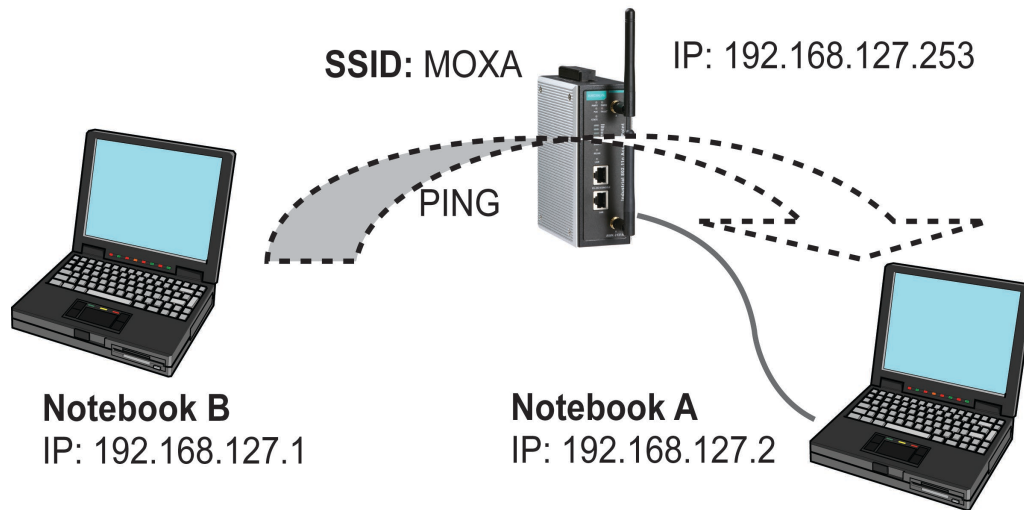 SSID: MOXA
IP: 192.168.127.253
PING
Notebook B
IP: 192.168.127.1
Notebook A
IP: 192.168.127.2